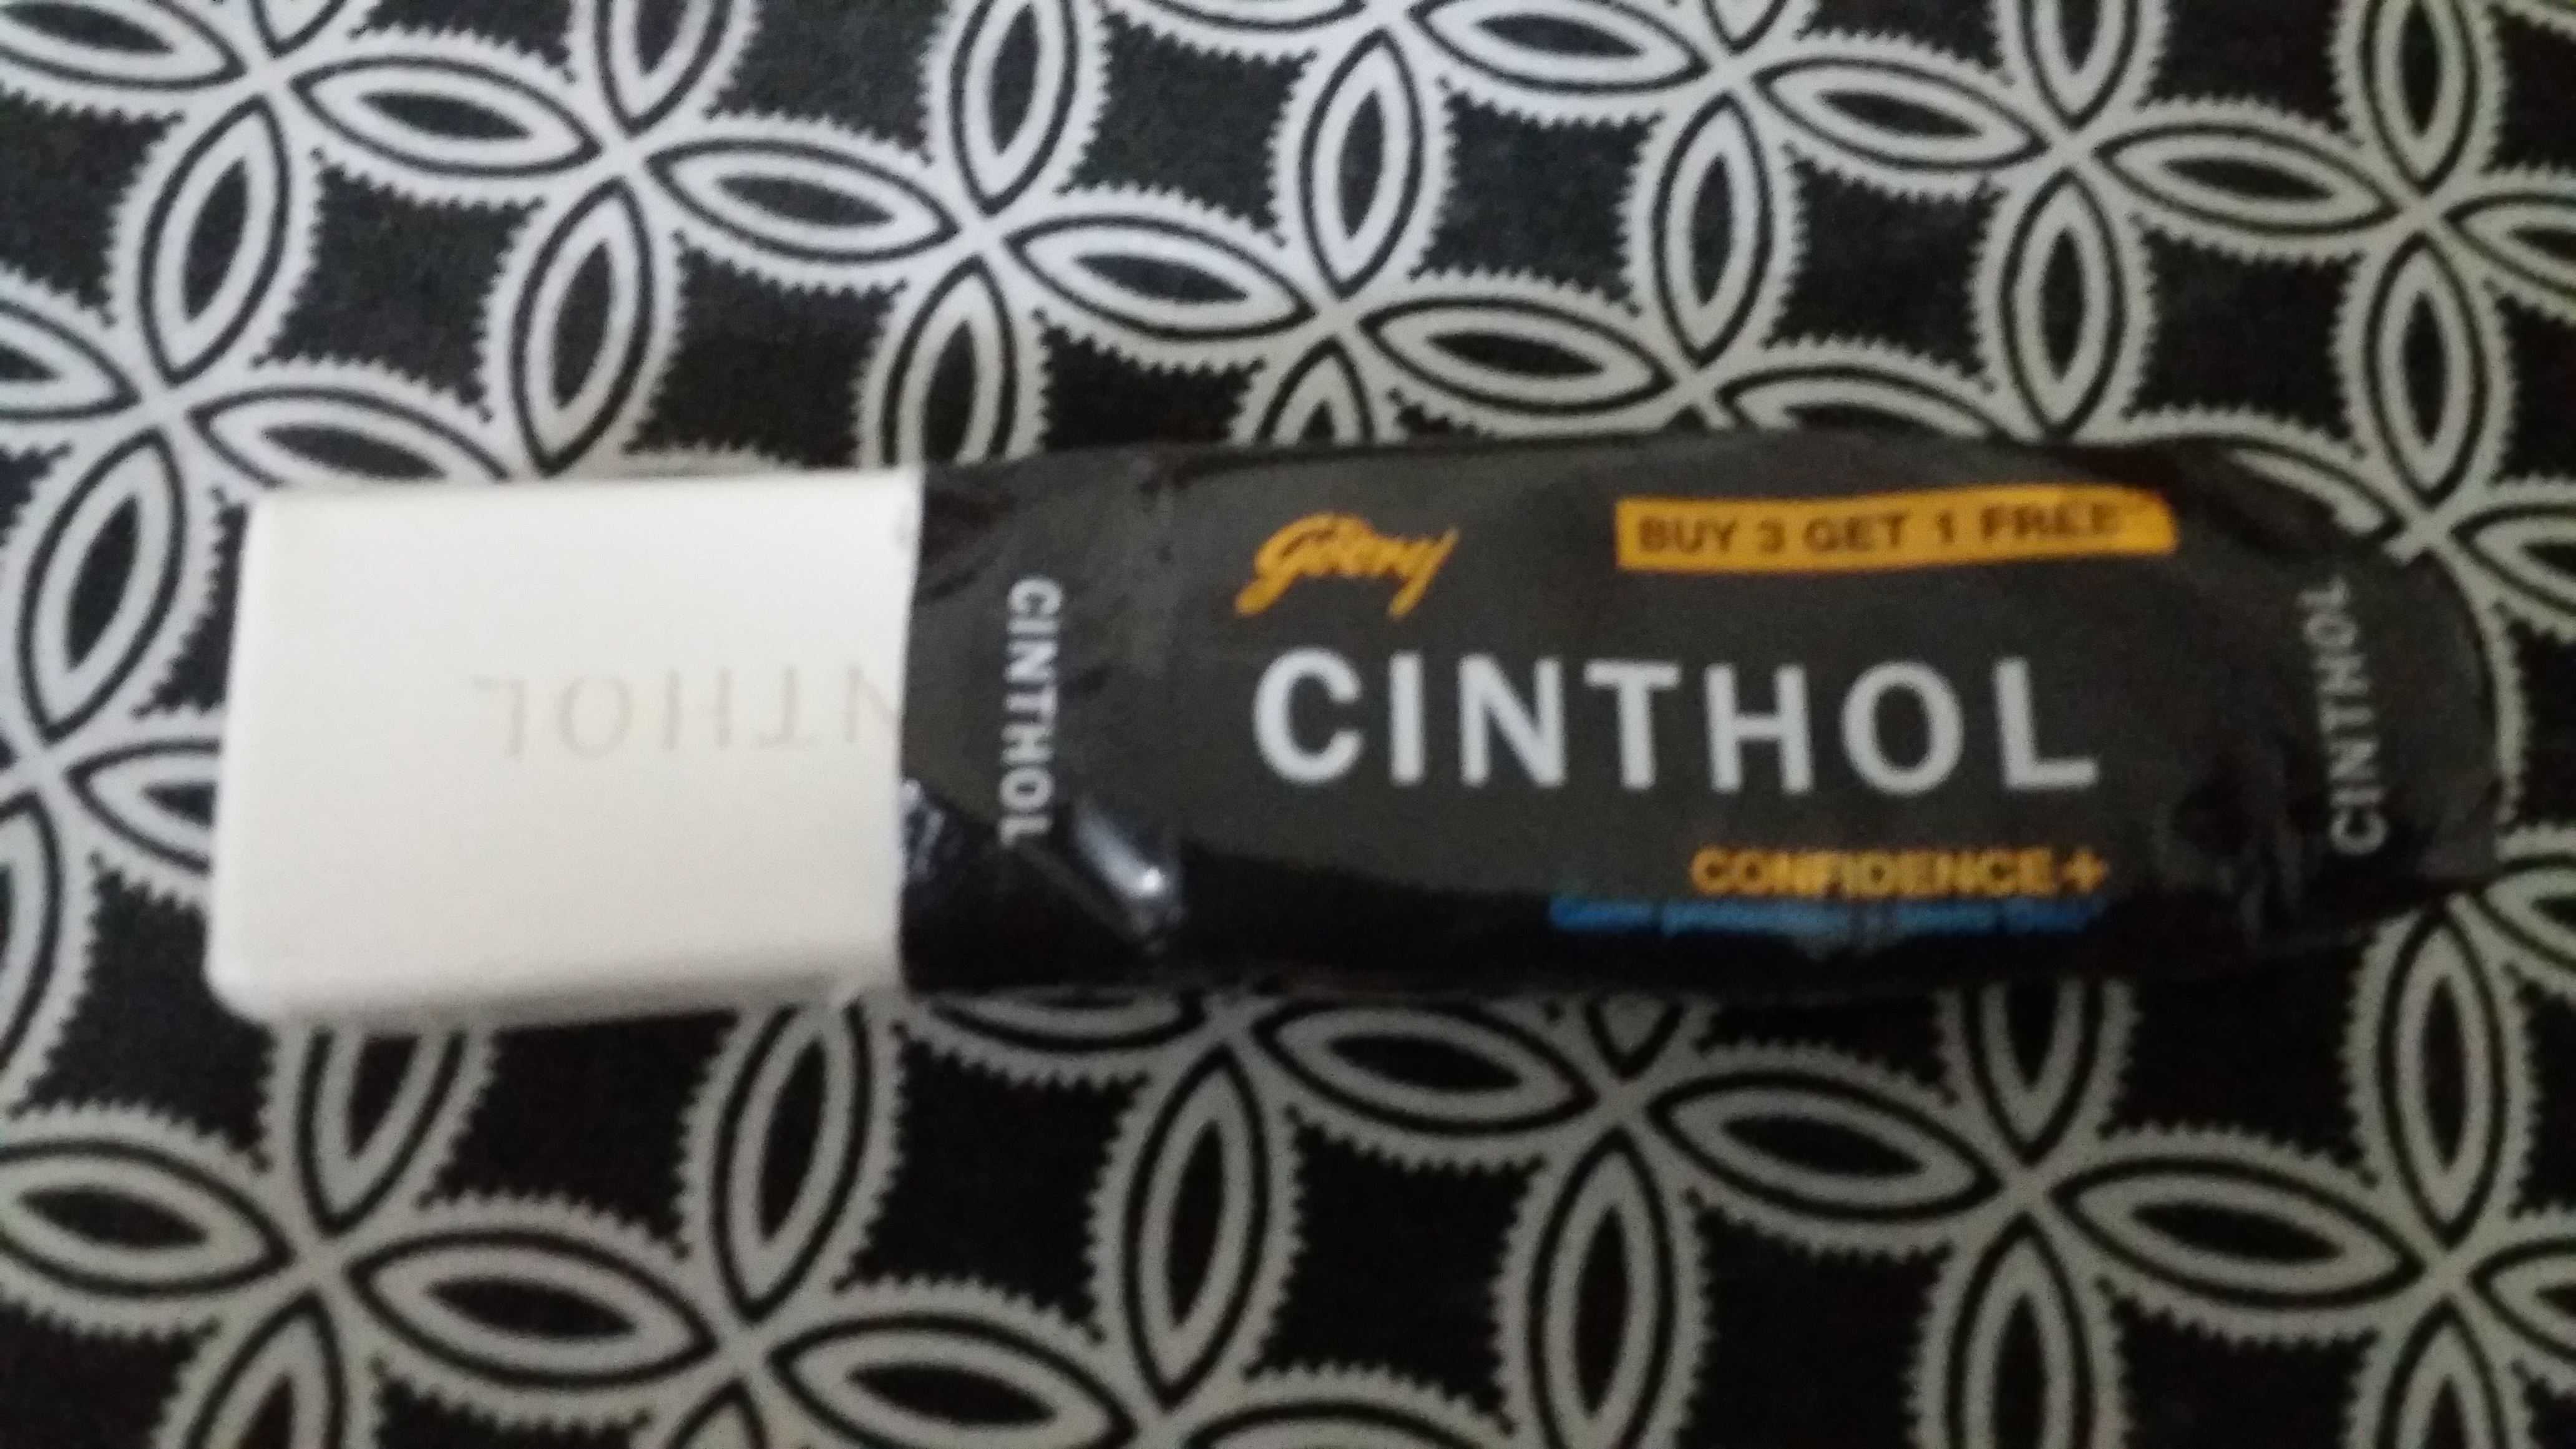 NTHOL
CINTHOL
Godrej
BUY 3 GET 1 FREE
CINTHOL
CONFIDENCE+
CINTHOL